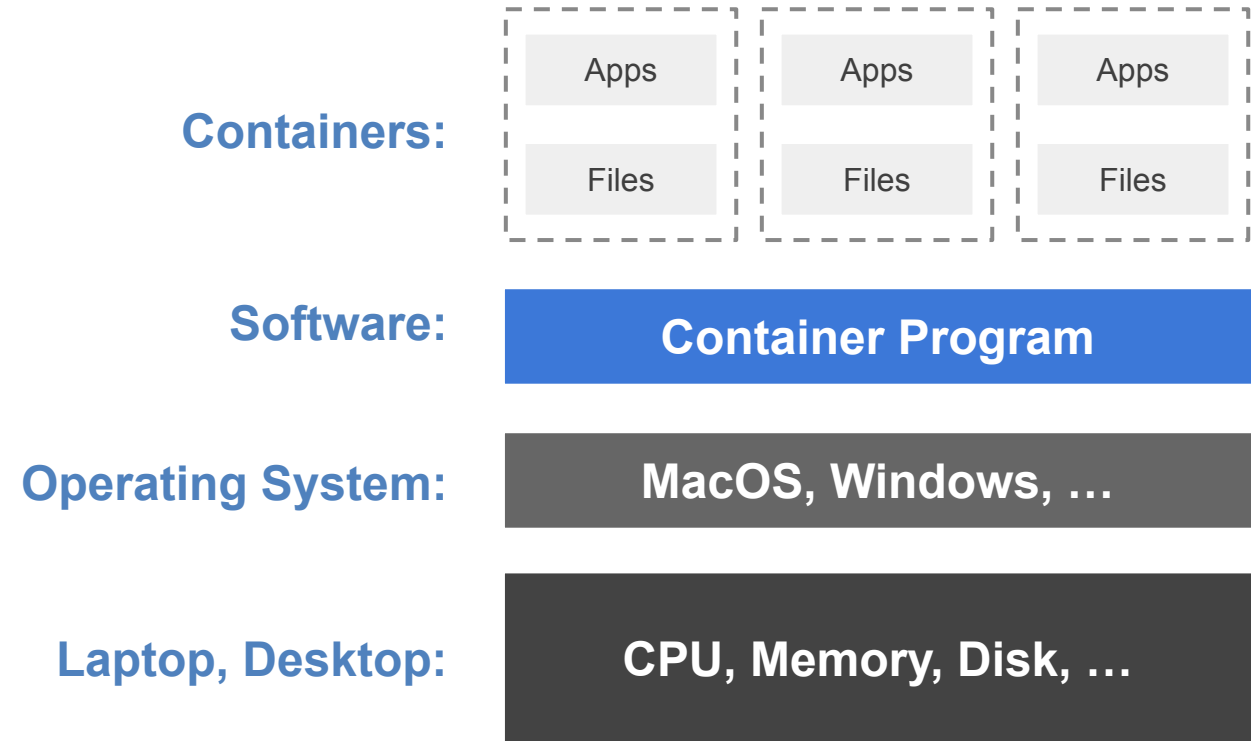 Containers:
Apps
Apps
Apps
Files
Files
Files
Software:
Container Program
Operating System:
MacOS, Windows, …
Laptop, Desktop:
CPU, Memory, Disk, …